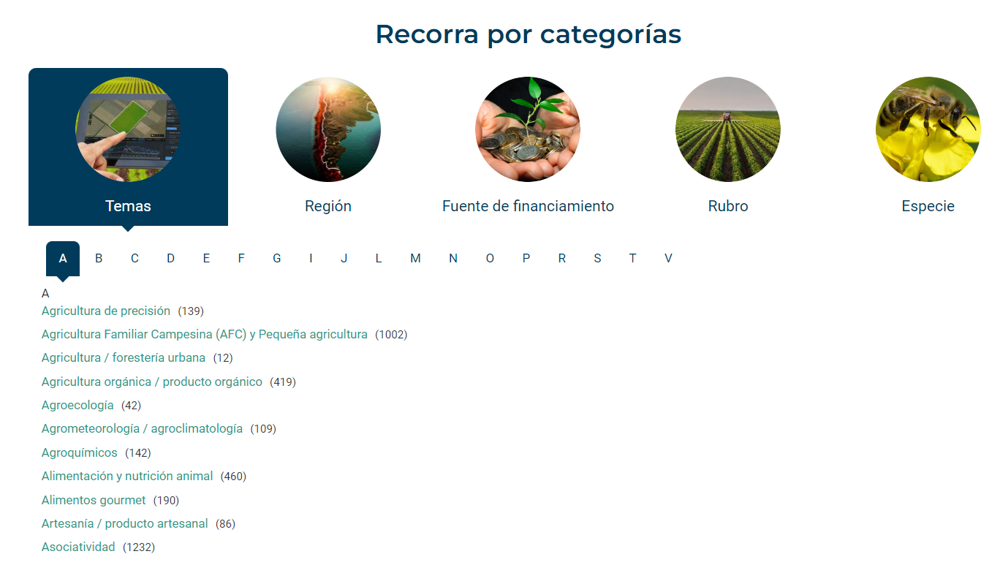 Recorra por categorías
Temas
Región
Fuente de financiamiento
Rubro
Especie
A B C D E F G I J L M N O P R S T V
A
Agricultura de precisión (139)
Agricultura Familiar Campesina (AFC) y Pequeña agricultura (1002)
Agricultura / forestería urbana (12)
Agricultura orgánica / producto orgánico (419)
Agroecología (42)
Agrometeorología / agroclimatología (109)
Agroquímicos (142)
Alimentación y nutrición animal (460)
Alimentos gourmet (190)
Artesanía / producto artesanal (86)
Asociatividad (1232)